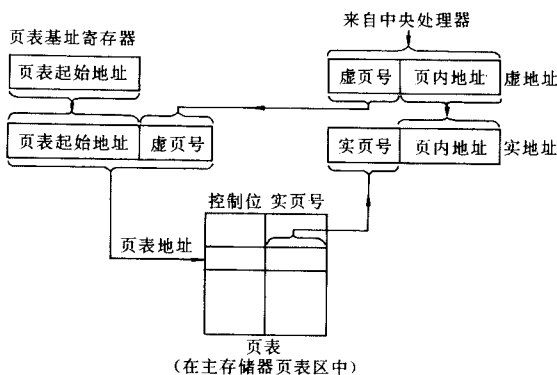 来自中央处理器
页表基址寄存器
页表起始地址
虚页号
页内地址
虚地址
页表起始地址
虚页号
实页号
页内地址
实地址
控制位
实页号
页表地址
页表
(在主存储器页表区中)